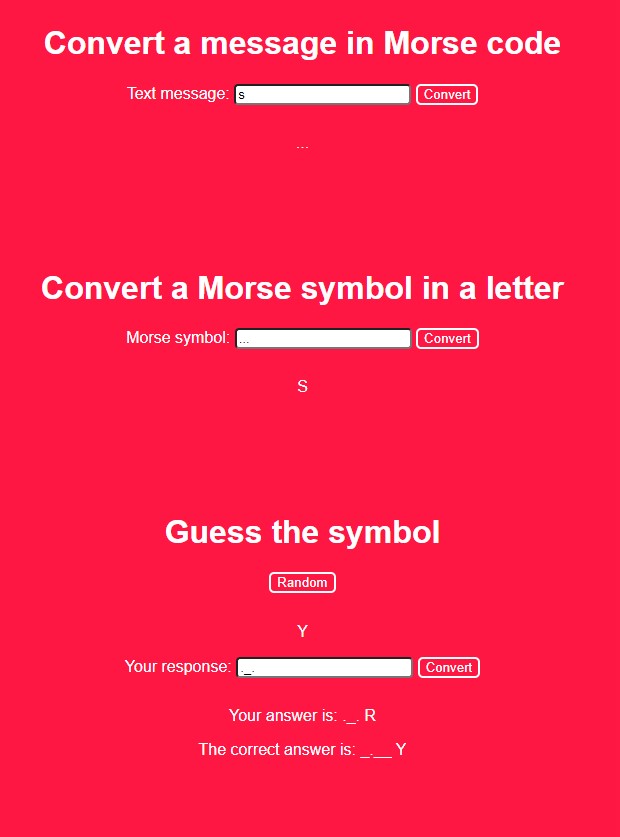 Convert a message in Morse code
Text message: s Convert
...
Convert a Morse symbol in a letter
Morse symbol: ... Convert
S
Guess the symbol
Random
Y
Your response: ._. Convert
Your answer is: ._. R
The correct answer is: _.__ Y